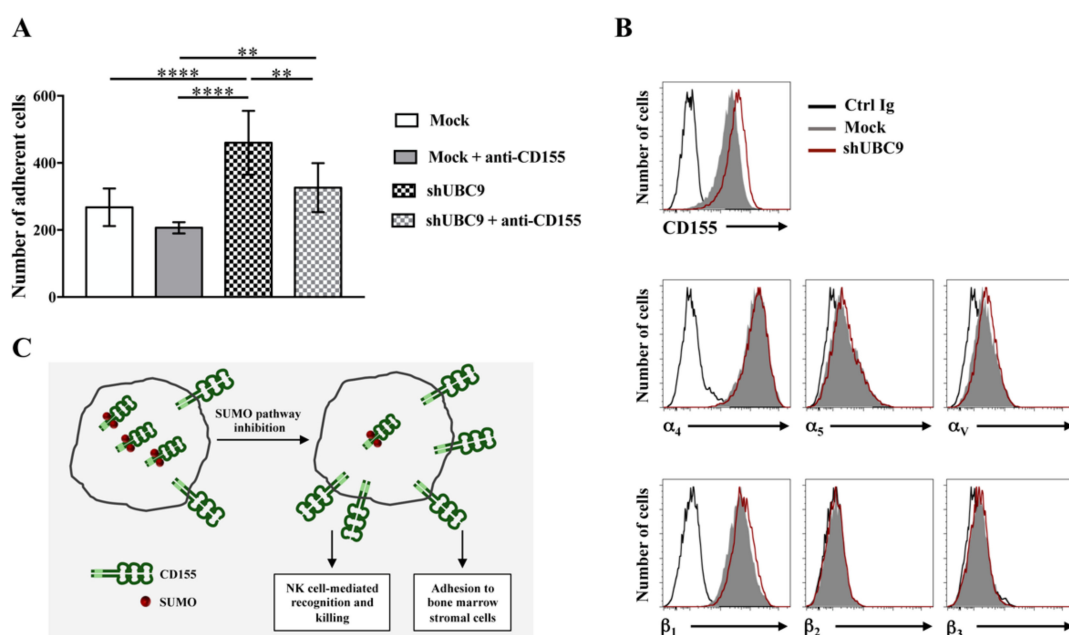 A
**
****
**
****
600
400
200
0
Number of adherent cells
Mock
Mock + anti-CD155
shUBC9
shUBC9 + anti-CD155
B
Number of cells
CD155
Ctrl Ig
Mock
shUBC9
Number of cells
α4
α5
αV
Number of cells
β1
β2
β3
C
SUMO pathway
inhibition
CD155
SUMO
NK cell-mediated
recognition and
killing
Adhesion to
bone marrow
stromal cells